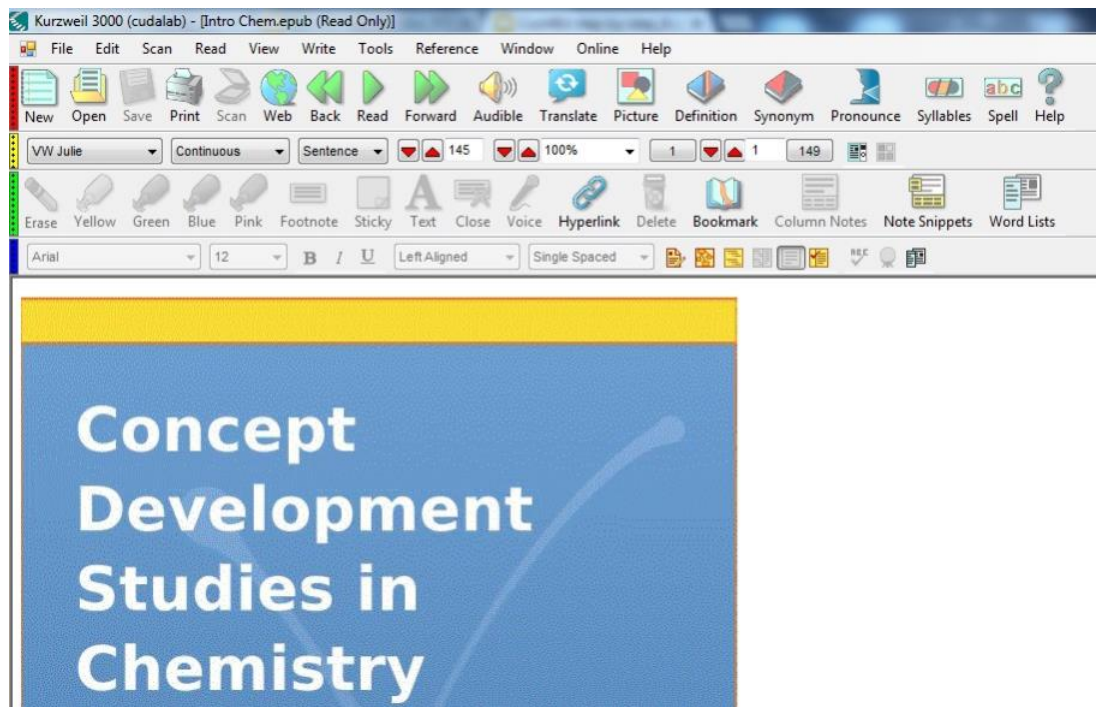 Kurzweil 3000 (cudalab) - [Intro Chem.epub (Read Only)]
File Edit Scan Read View Write Tools Reference Window Online Help
New Open Save Print Scan Web Back Read Forward Audible Translate Picture Definition Synonym Pronounce Syllables Spell Help
abc
VW Julie Continuous Sentence 145 100% 1 1 149
Erase Yellow Green Blue Pink Footnote Sticky Text Close Voice Hyperlink Delete Bookmark Column Notes Note Snippets Word Lists
Arial 12 B I U Left Aligned Single Spaced
Concept
Development
Studies in
Chemistry